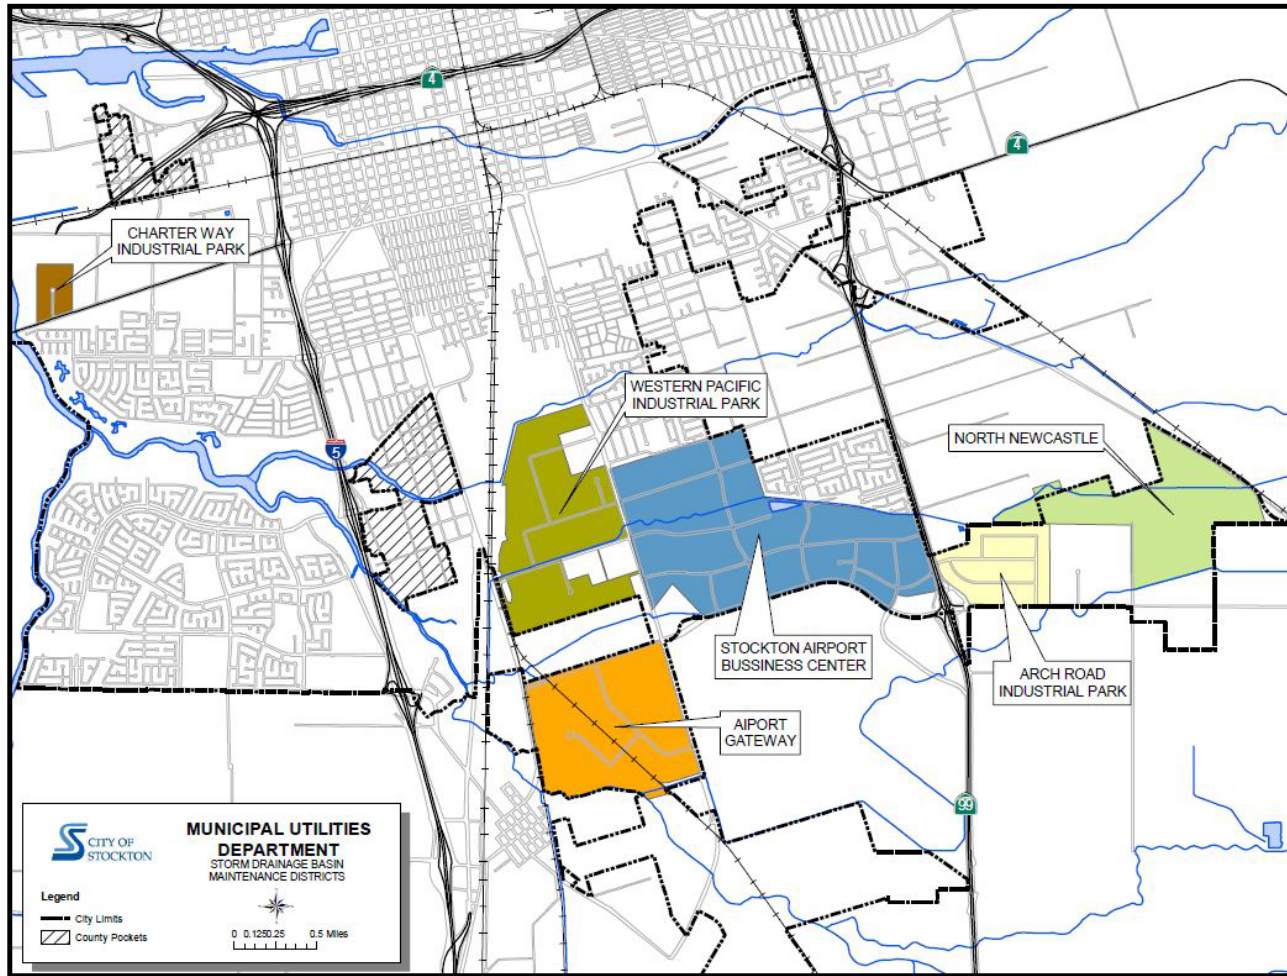 4
4
CHARTER WAY
INDUSTRIAL PARK
WESTERN PACIFIC
INDUSTRIAL PARK
NORTH NEWCASTLE
5
STOCKTON AIRPORT
BUSSINESS CENTER
ARCH ROAD
INDUSTRIAL PARK
AIPORT
GATEWAY
99
CITY OF
STOCKTON
MUNICIPAL UTILITIES
DEPARTMENT
STORM DRAINAGE BASIN
MAINTENANCE DISTRICTS
Legend
City Limits
County Pockets
0 0.1250.25 0.5 Miles